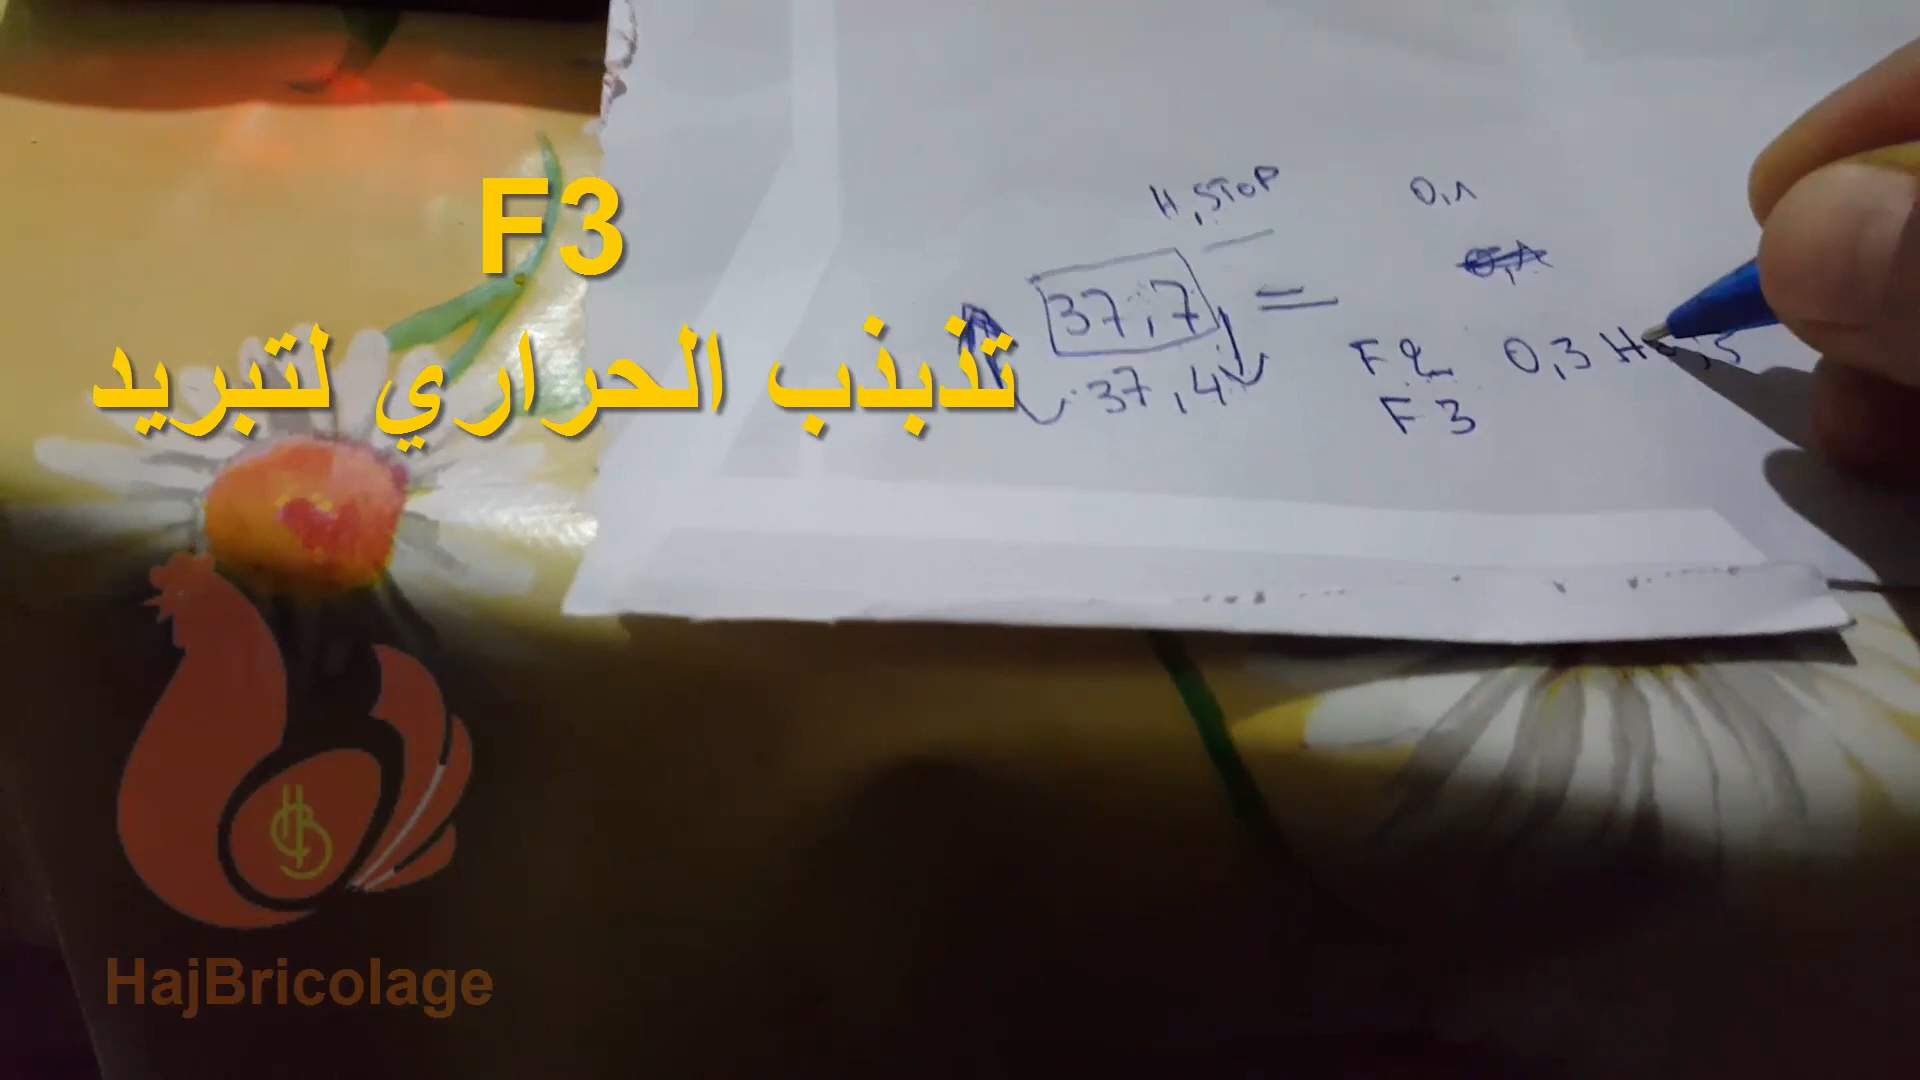 F3
تذبذب الحراري لتبريد
H,STOP
0,1
37,7 =
37,4
F2 0,3 H
F3
HajBricolage